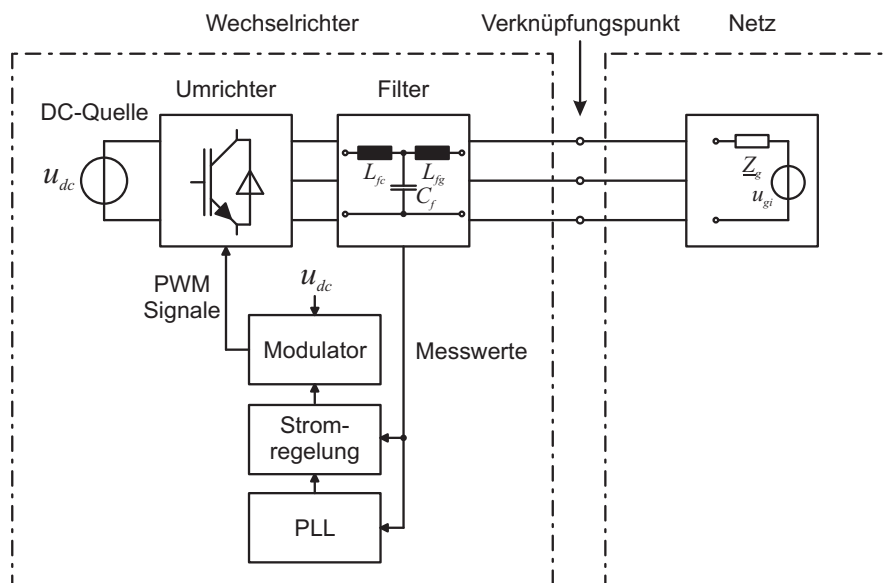 Wechselrichter
Verknüpfungspunkt
Netz
Umrichter
Filter
DC-Quelle
u_dc
L_fc
L_fg
C_f
Z_g
u_gi
PWM
Signale
u_dc
Modulator
Messwerte
Strom-
regelung
PLL